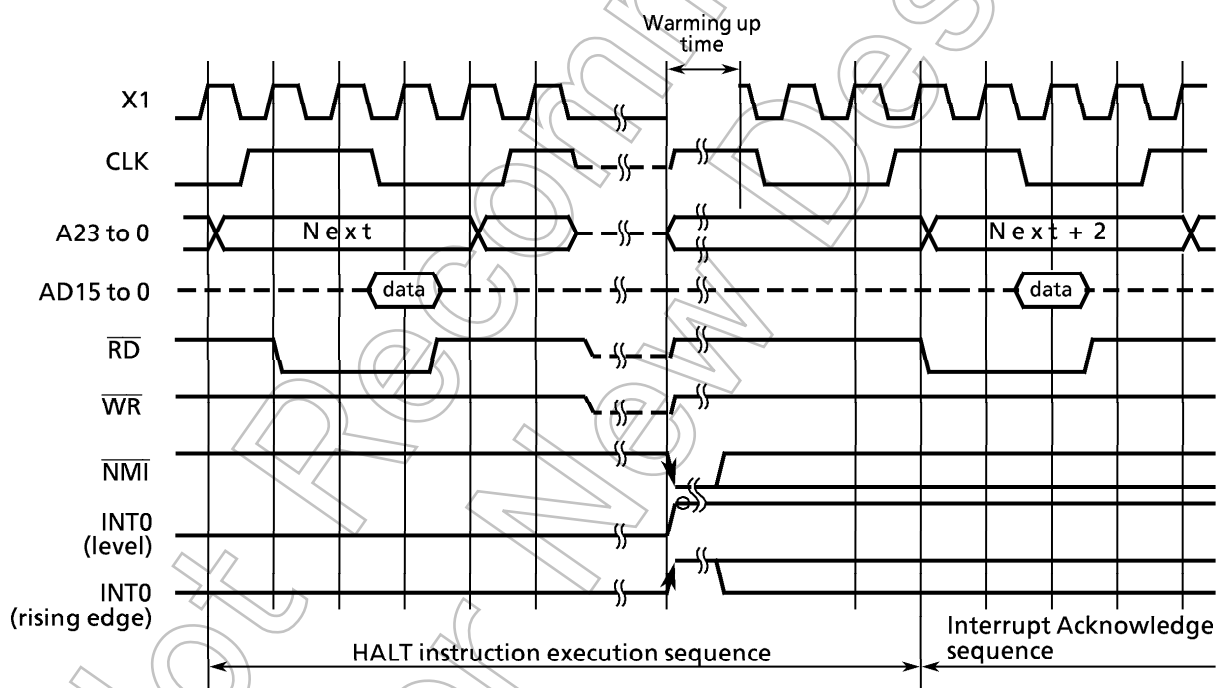 Warming up
time
X1
CLK
A23 to 0
Next
Next + 2
AD15 to 0
data
data
RD
WR
NMI
INT0
(level)
INT0
(rising edge)
HALT instruction execution sequence
Interrupt Acknowledge
sequence